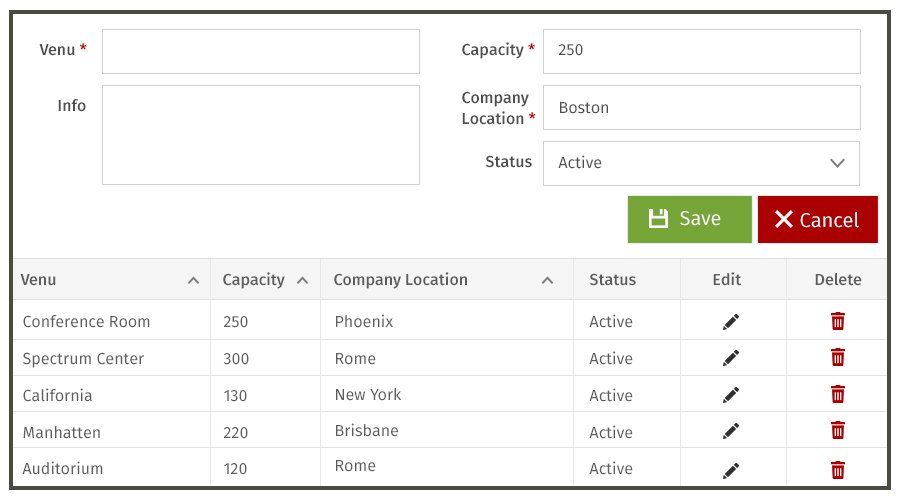 Venu *
Capacity * 250
Info
Company
Location * Boston
Status Active
Save Cancel
Venu Capacity Company Location Status Edit Delete
Conference Room 250 Phoenix Active
Spectrum Center 300 Rome Active
California 130 New York Active
Manhatten 220 Brisbane Active
Auditorium 120 Rome Active